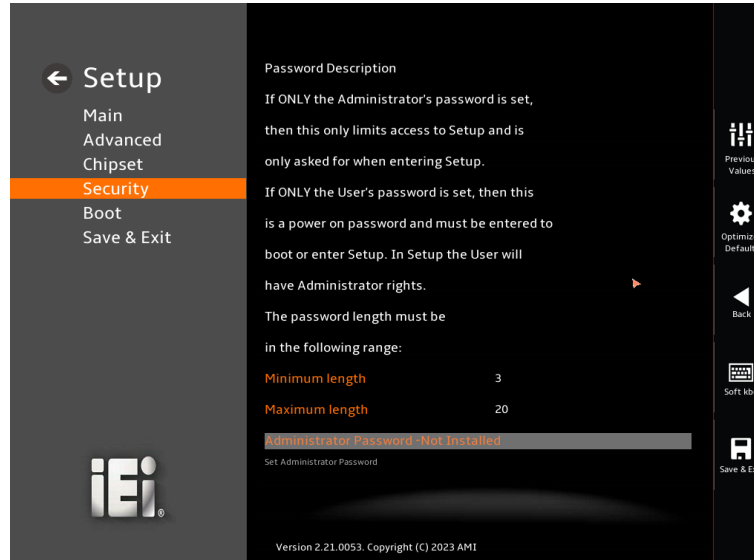 Setup
Main
Advanced
Chipset
Security
Boot
Save & Exit
Password Description
If ONLY the Administrator's password is set,
then this only limits access to Setup and is
only asked for when entering Setup.
If ONLY the User's password is set, then this
is a power on password and must be entered to
boot or enter Setup. In Setup the User will
have Administrator rights.
The password length must be
in the following range:
Minimum length 3
Maximum length 20
Administrator Password -Not Installed
Set Administrator Password
Version 2.21.0053. Copyright (C) 2023 AMI
Previou
Values
Optimize
Default
Back
Soft kb
Save & E
iEi®